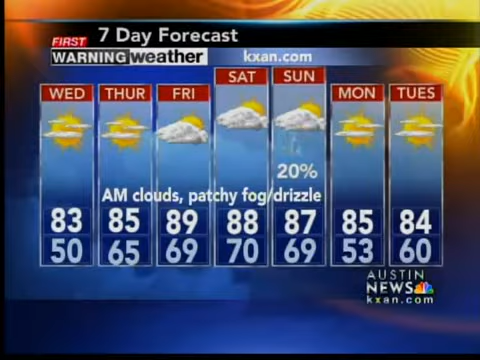 7 Day Forecast
FIRST
WARNING weather
kxan.com
WED THUR FRI SAT SUN MON TUES
20%
AM clouds, patchy fog/drizzle
83 85 89 88 87 85 84
50 65 69 70 69 53 60
AUSTIN
NEWS
kxan.com